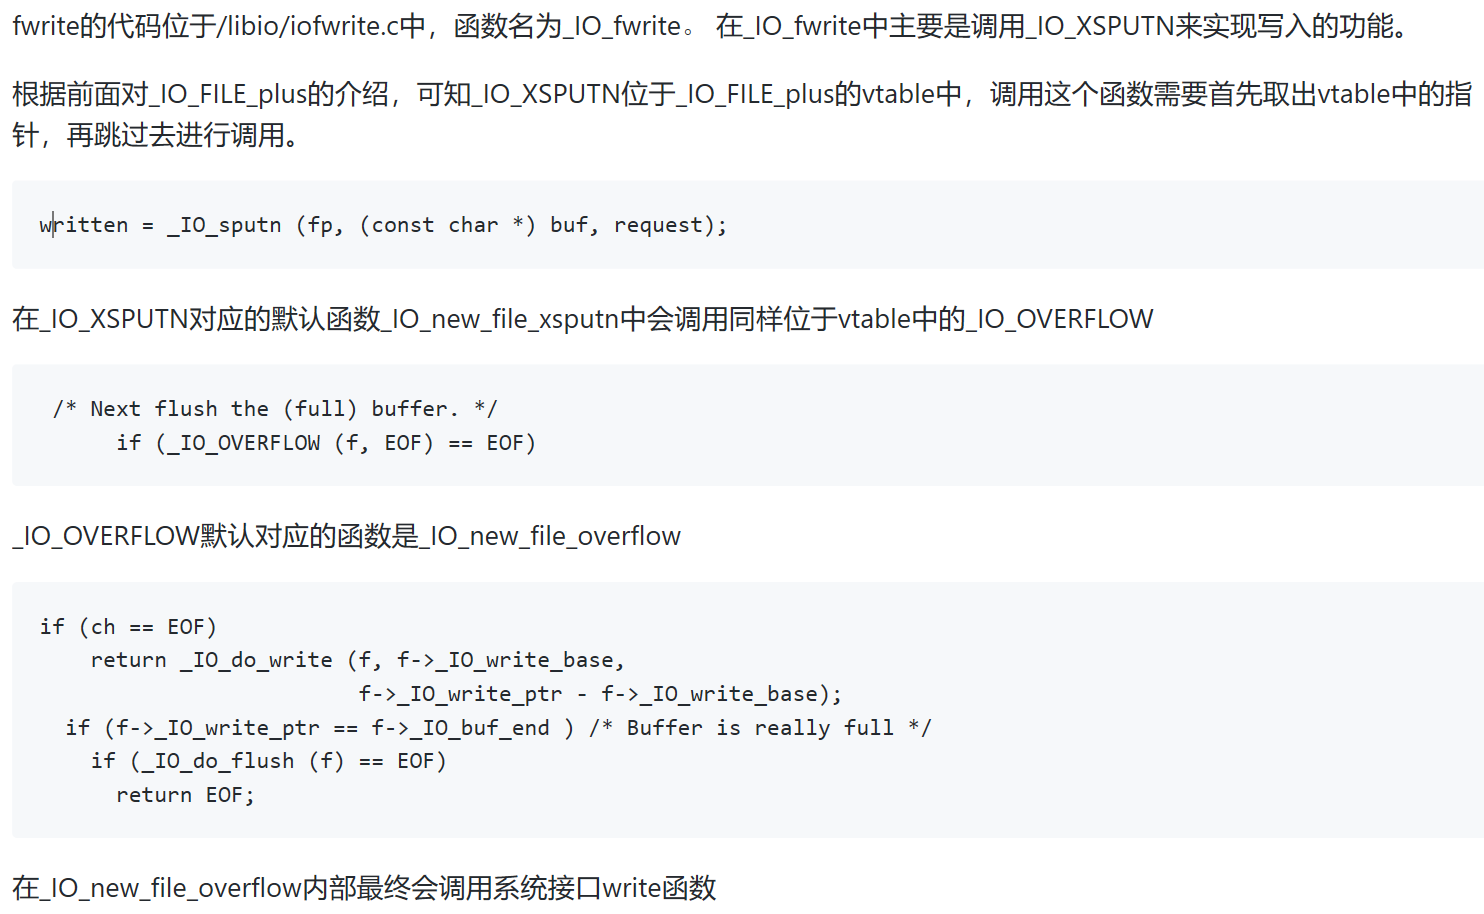 fwrite的代码位于/libio/iofwrite.c中，函数名为_IO_fwrite。 在_IO_fwrite中主要是调用_IO_XSPUTN来实现写入的功能。
根据前面对_IO_FILE_plus的介绍，可知_IO_XSPUTN位于_IO_FILE_plus的vtable中，调用这个函数需要首先取出vtable中的指
针，再跳过去进行调用。
written = _IO_sputn (fp, (const char *) buf, request);
在_IO_XSPUTN对应的默认函数_IO_new_file_xsputn中会调用同样位于vtable中的_IO_OVERFLOW
/* Next flush the (full) buffer. */
if (_IO_OVERFLOW (f, EOF) == EOF)
_IO_OVERFLOW默认对应的函数是_IO_new_file_overflow
if (ch == EOF)
return _IO_do_write (f, f->_IO_write_base,
f->_IO_write_ptr - f->_IO_write_base);
if (f->_IO_write_ptr == f->_IO_buf_end ) /* Buffer is really full */
if (_IO_do_flush (f) == EOF)
return EOF;
在_IO_new_file_overflow内部最终会调用系统接口write函数